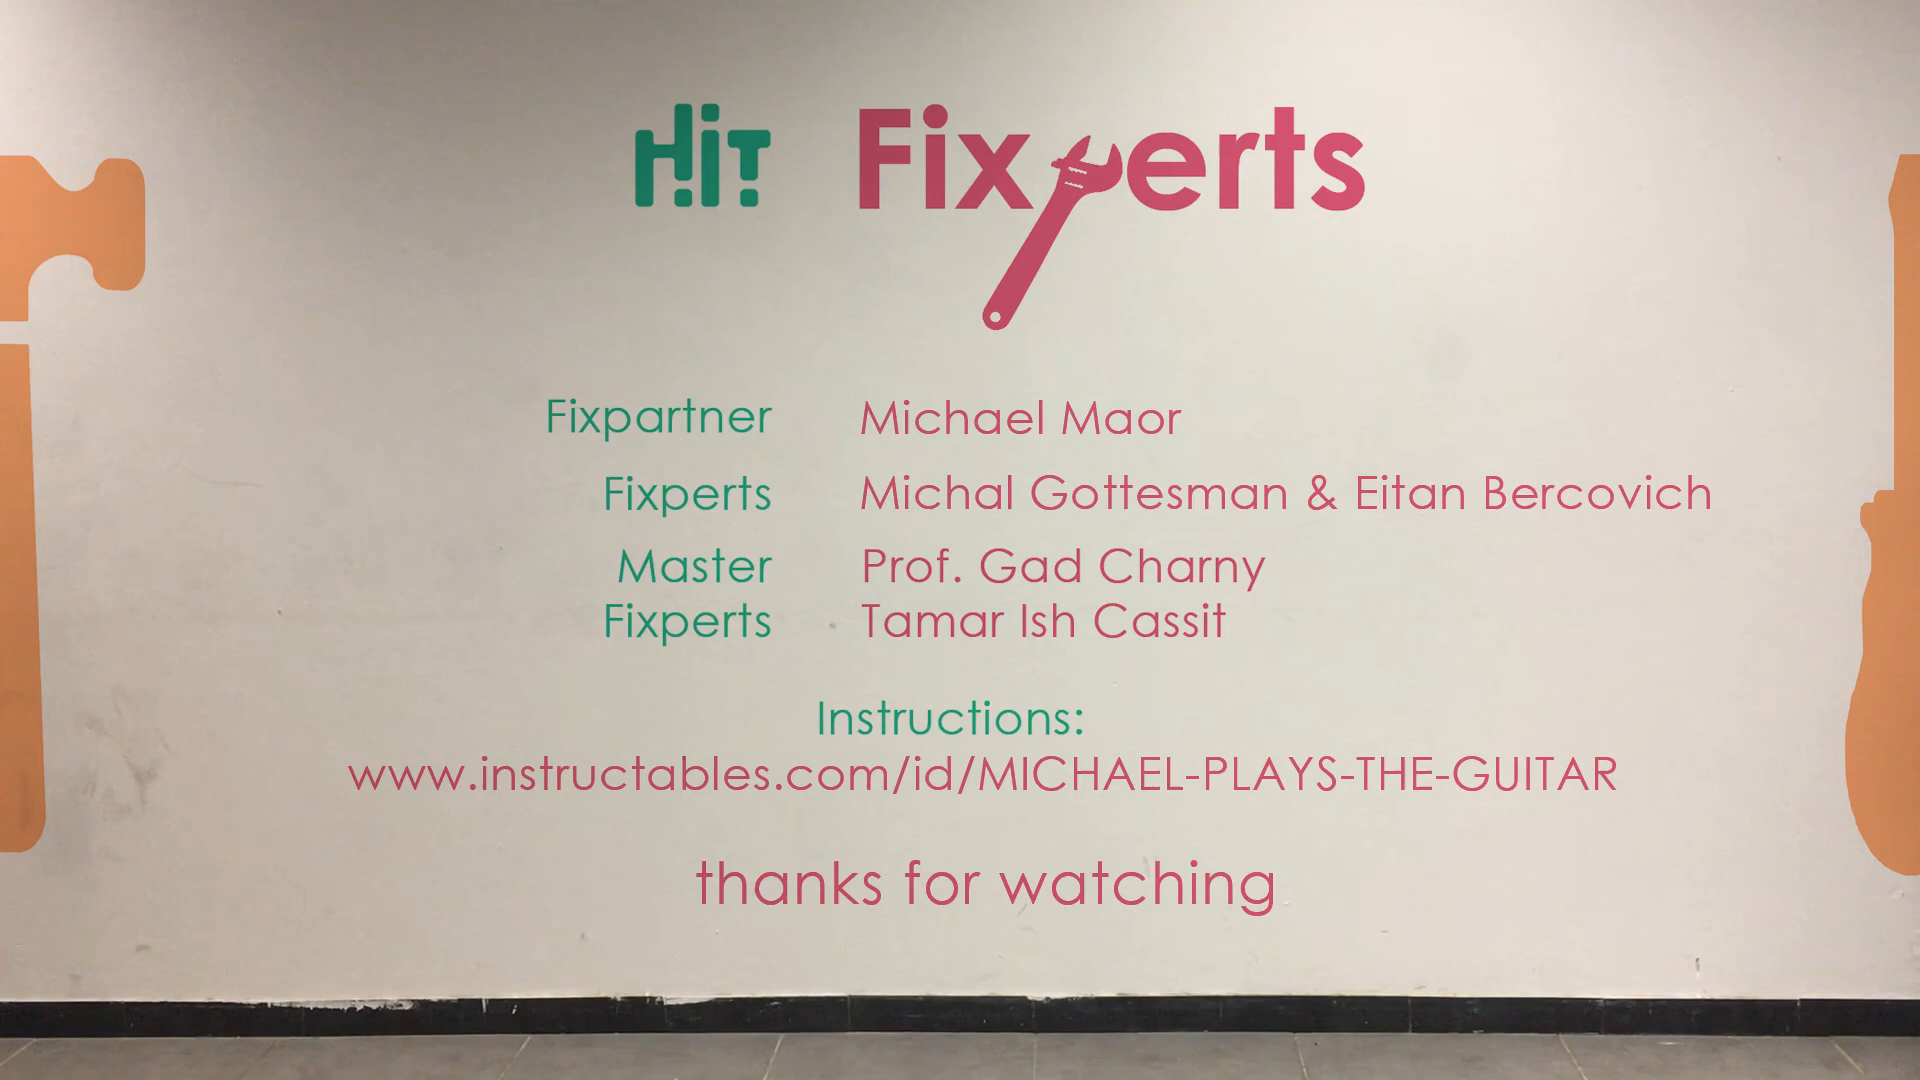 HiT Fixperts
Fixpartner Michael Maor
Fixperts Michal Gottesman & Eitan Bercovich
Master Prof. Gad Charny
Fixperts Tamar Ish Cassit
Instructions:
www.instructables.com/id/MICHAEL-PLAYS-THE-GUITAR
thanks for watching